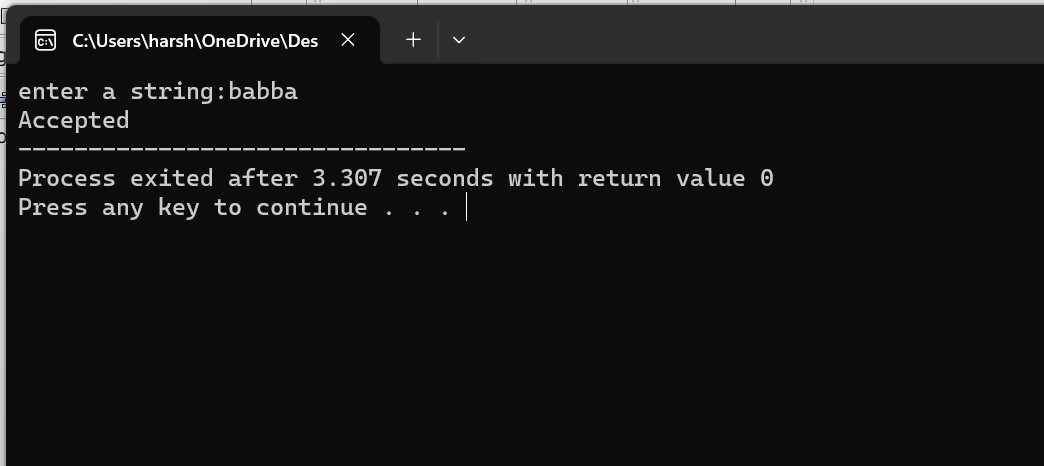 C:\Users\harsh\OneDrive\Des
enter a string:babba
Accepted
--------------------------------
Process exited after 3.307 seconds with return value 0
Press any key to continue . . .